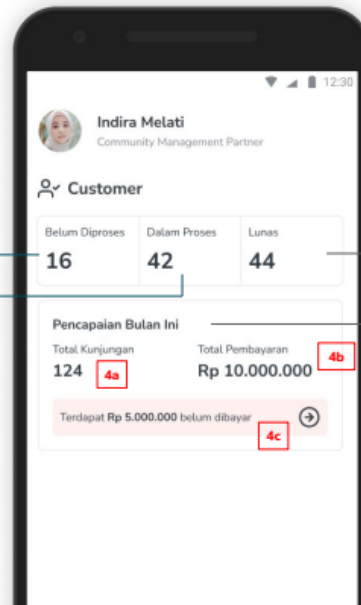 12:30
Indira Melati
Community Management Partner
Customer
Belum Diproses Dalam Proses Lunas
16 42 44
Pencapaian Bulan Ini
Total Kunjungan Total Pembayaran
124 4a Rp 10.000.000 4b
Terdapat Rp 5.000.000 belum dibayar
4c